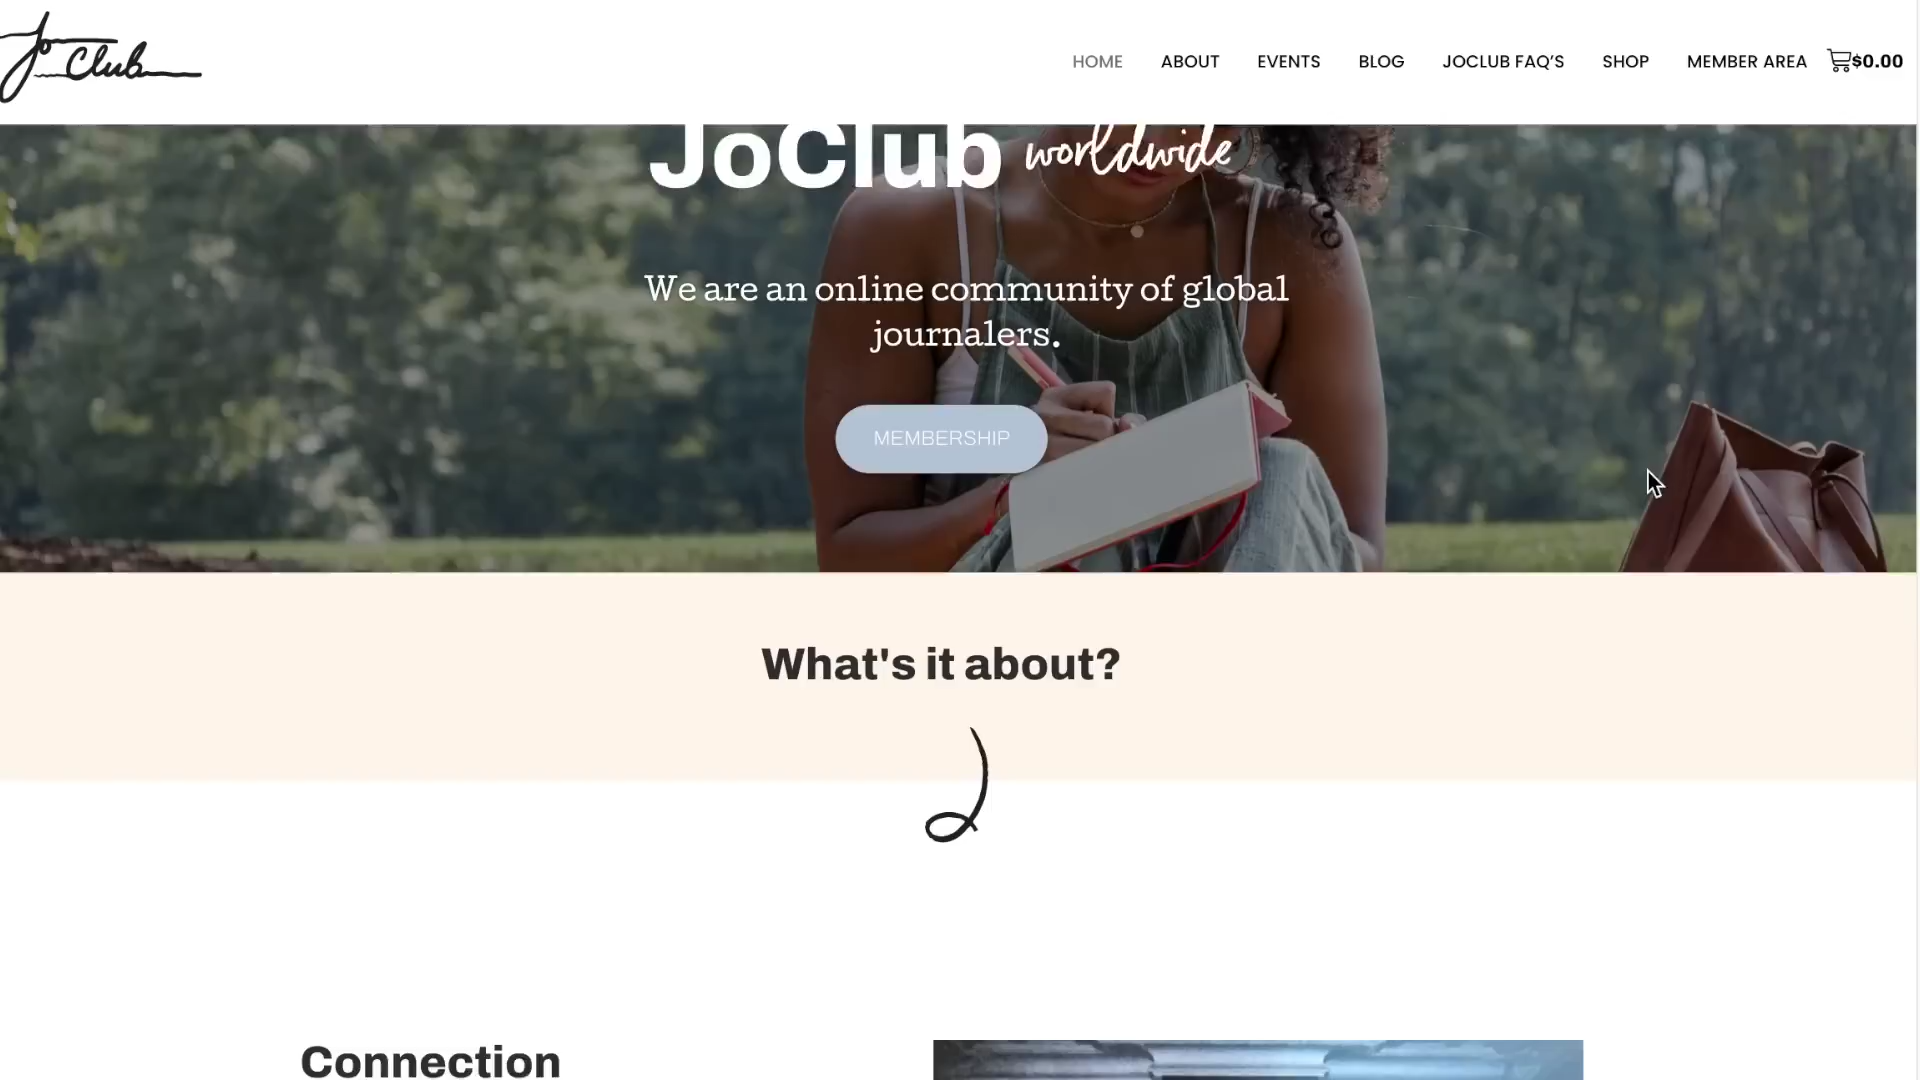 Jo Club
HOME ABOUT EVENTS BLOG JOCLUB FAQ'S SHOP MEMBER AREA $0.00
JoClub worldwide
We are an online community of global
journalers.
MEMBERSHIP
What's it about?
Connection